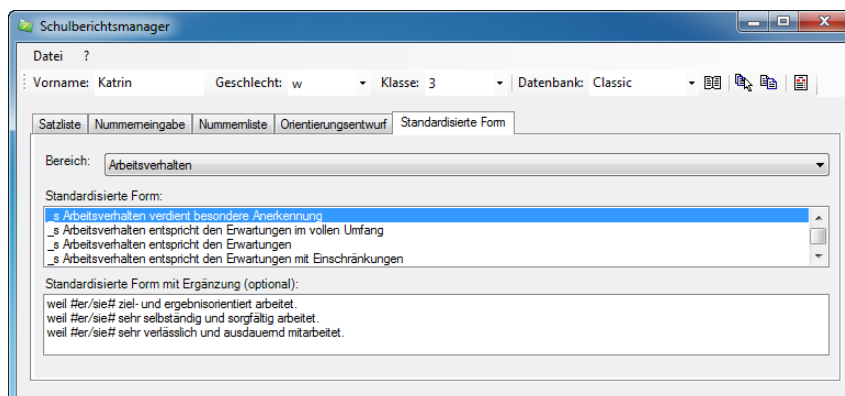 Schulberichtsmanager
Datei ?
Vorname: Katrin Geschlecht: w Klasse: 3 Datenbank: Classic
Satzliste Nummerneingabe Nummernliste Orientierungsentwurf Standardisierte Form
Bereich: Arbeitsverhalten
Standardisierte Form:
_s Arbeitsverhalten verdient besondere Anerkennung
_s Arbeitsverhalten entspricht den Erwartungen im vollen Umfang
_s Arbeitsverhalten entspricht den Erwartungen
_s Arbeitsverhalten entspricht den Erwartungen mit Einschränkungen
Standardisierte Form mit Ergänzung (optional):
weil #er/sie# ziel- und ergebnisorientiert arbeitet.
weil #er/sie# sehr selbständig und sorgfältig arbeitet.
weil #er/sie# sehr verlässlich und ausdauernd mitarbeitet.